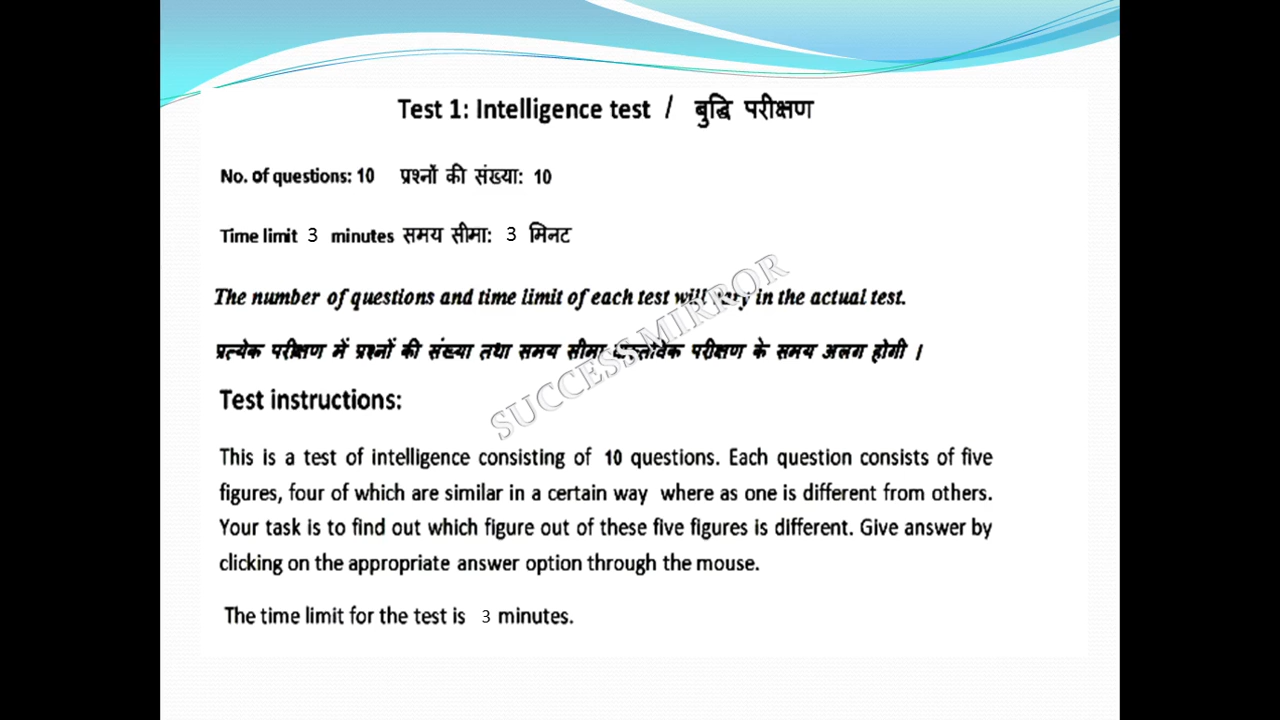 Test 1: Intelligence test / बुद्धि परीक्षण
No. of questions: 10 प्रश्नों की संख्या: 10
Time limit 3 minutes समय सीमा: 3 मिनट
The number of questions and time limit of each test will vary in the actual test.
प्रत्येक परीक्षण में प्रश्नों की संख्या तथा समय सीमा वास्तविक परीक्षण के समय अलग होगी ।
SUCCESS MIRROR
Test instructions:
This is a test of intelligence consisting of 10 questions. Each question consists of five
figures, four of which are similar in a certain way where as one is different from others.
Your task is to find out which figure out of these five figures is different. Give answer by
clicking on the appropriate answer option through the mouse.
The time limit for the test is 3 minutes.